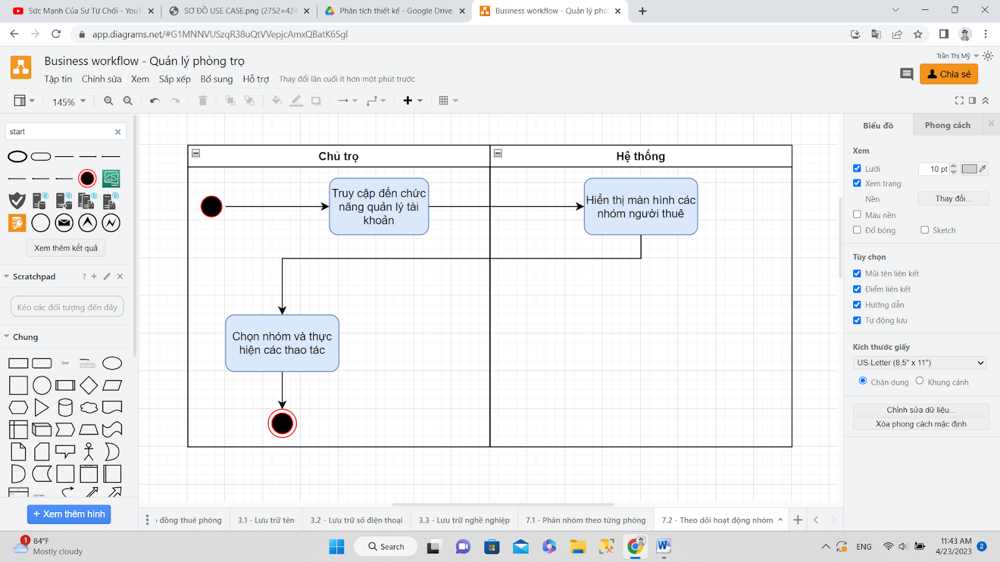 Sức Mạnh Của Sự Từ Chối - YouT
SƠ ĐỒ USE CASE.png (2752×424
Phân tích thiết kế - Google Drive
Business workflow - Quản lý phò
app.diagrams.net/#G1MNNVUSzqR38uQtVVepjcAmxQBatK6Sgl
Business workflow - Quản lý phòng trọ
Trần Thị Mỹ
Tập tin Chỉnh sửa Xem Sắp xếp Bổ sung Hỗ trợ Thay đổi lần cuối ít hơn một phút trước
Chia sẻ
145%
start
Xem thêm kết quả
Scratchpad
?
Kéo các đối tượng đến đây
Chung
Text
Heading
List Item
+ Xem thêm hình
Chủ trọ
Hệ thống
Truy cập đến chức
năng quản lý tài
khoản
Hiển thị màn hình các
nhóm người thuê
Chọn nhóm và thực
hiện các thao tác
Biểu đồ
Phong cách
Xem
Lưới
10 pt
Xem trang
Nền
Thay đổi...
Màu nền
Đổ bóng
Sketch
Tùy chọn
Mũi tên liên kết
Điểm liên kết
Hướng dẫn
Tự động lưu
Kích thước giấy
US-Letter (8,5" x 11")
Chân dung
Khung cảnh
Chỉnh sửa dữ liệu...
Xóa phong cách mặc định
đồng thuê phòng
3.1 - Lưu trữ tên
3.2 - Lưu trữ số điện thoại
3.3 - Lưu trữ nghề nghiệp
7.1 - Phân nhóm theo từng phòng
7.2 - Theo dõi hoạt động nhóm
1
84°F
Mostly cloudy
Search
ENG
11:43 AM
4/23/2023
2